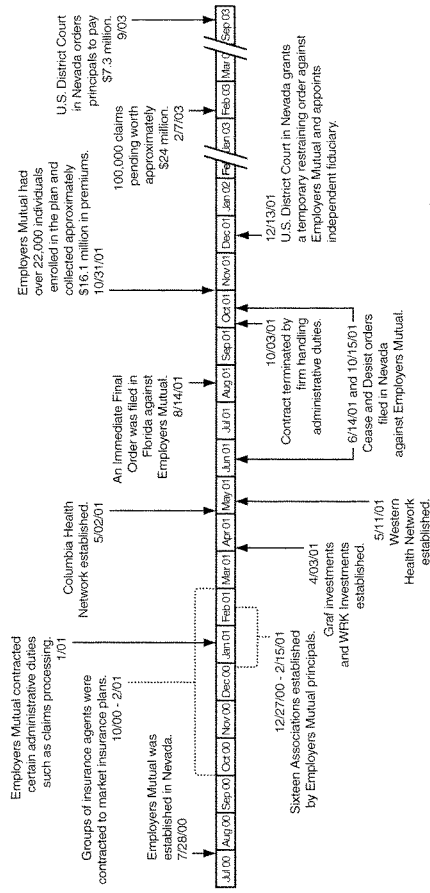 Employers Mutual contracted
certain administrative duties
such as claims processing.
1/01
Groups of insurance agents were
contracted to market insurance plans.
10/00 - 2/01
Employers Mutual was
established in Nevada.
7/28/00
Columbia Health
Network established.
5/02/01
An Immediate Final
Order was filed in
Florida against
Employers Mutual.
8/14/01
Employers Mutual had
over 22,000 individuals
enrolled in the plan and
collected approximately
$16.1 million in premiums.
10/31/01
100,000 claims
pending worth
approximately
$24 million.
2/7/03
U.S. District Court
in Nevada orders
principals to pay
$7.3 million.
9/03
Jul 00
Aug 00
Sep 00
Oct 00
Nov 00
Dec 00
Jan 01
Feb 01
Mar 01
Apr 01
May 01
Jun 01
Jul 01
Aug 01
Sep 01
Oct 01
Nov 01
Dec 01
Jan 02
Jan 03
Feb 03
Sep 03
12/27/00 - 2/15/01
Sixteen Associations established
by Employers Mutual principals.
4/03/01
Graf investments
and WRK Investments
established.
5/11/01
Western
Health Network
established.
6/14/01 and 10/15/01
Cease and Desist orders
filed in Nevada
against Employers Mutual.
10/03/01
Contract terminated by
firm handling
administrative duties.
12/13/01
U.S. District Court in Nevada grants
a temporary restraining order against
Employers Mutual and appoints
independent fiduciary.